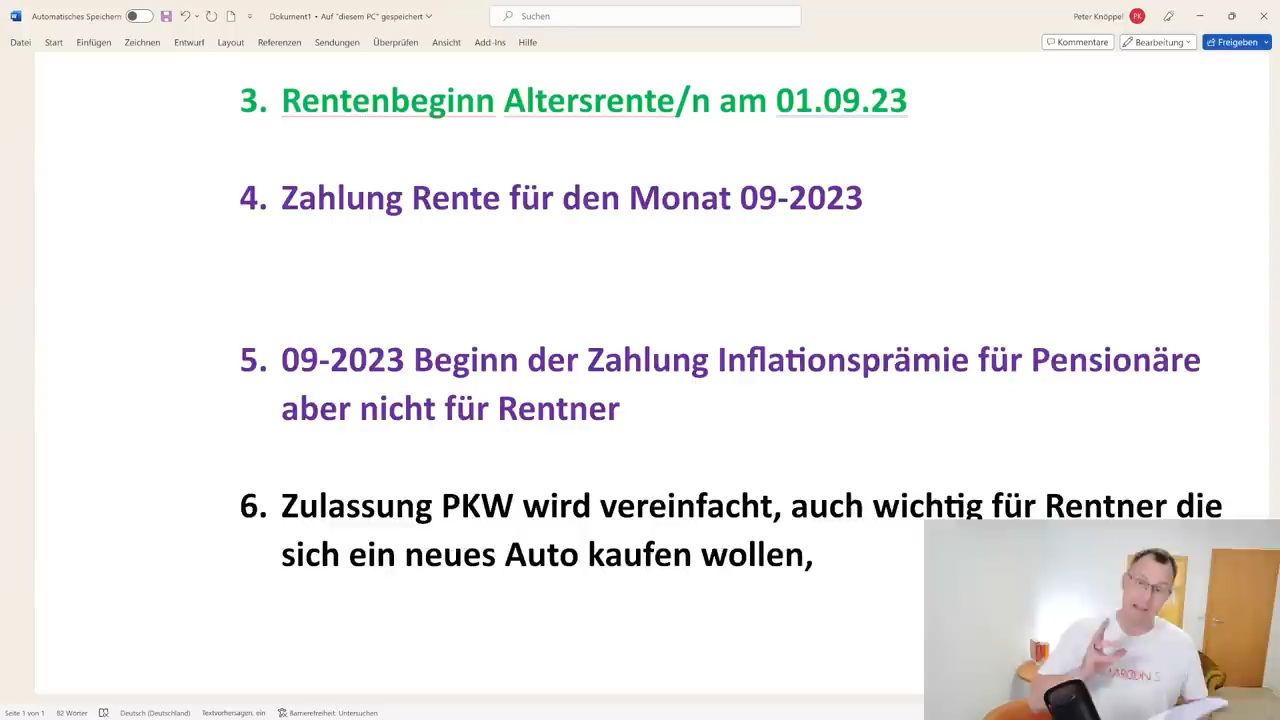 Automatisches Speichern
Dokument1 • Auf "diesem PC" gespeichert
Suchen
Peter Knöppel
PK
Datei Start Einfügen Zeichnen Entwurf Layout Referenzen Sendungen Überprüfen Ansicht Add-Ins Hilfe
Kommentare Bearbeitung Freigeben
3. Rentenbeginn Altersrente/n am 01.09.23
4. Zahlung Rente für den Monat 09-2023
5. 09-2023 Beginn der Zahlung Inflationsprämie für Pensionäre
aber nicht für Rentner
6. Zulassung PKW wird vereinfacht, auch wichtig für Rentner die
sich ein neues Auto kaufen wollen,
Seite 1 von 1 82 Wörter Deutsch (Deutschland) Textvorhersagen: ein Barrierefreiheit: Untersuchen